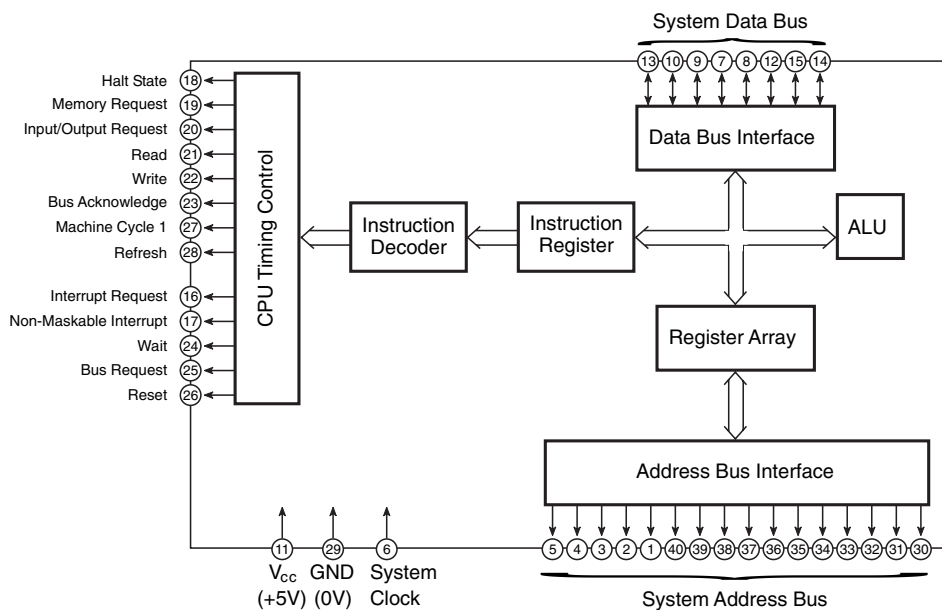 System Data Bus
13 10 9 7 8 12 15 14
Halt State 18
Memory Request 19
Input/Output Request 20
Read 21
Write 22
Bus Acknowledge 23
Machine Cycle 1 27
Refresh 28
Interrupt Request 16
Non-Maskable Interrupt 17
Wait 24
Bus Request 25
Reset 26
CPU Timing Control
Instruction
Decoder
Instruction
Register
Data Bus Interface
ALU
Register Array
Address Bus Interface
11 29 6
5 4 3 2 1 40 39 38 37 36 35 34 33 32 31 30
Vcc GND System
(+5V) (0V) Clock
System Address Bus